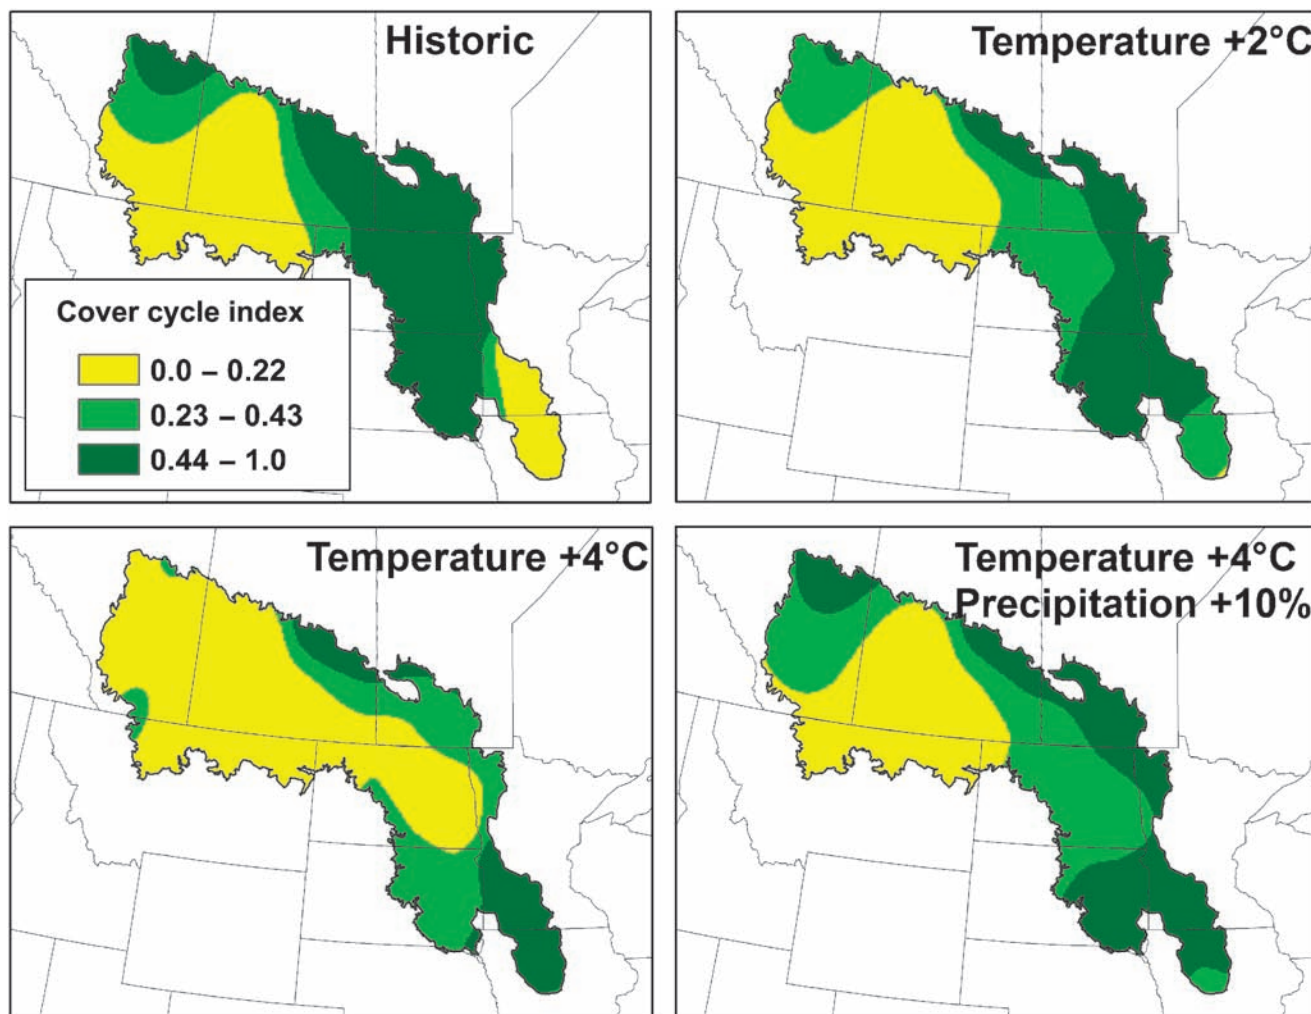 Historic
Temperature +2°C
Cover cycle index
0.0 – 0.22
0.23 – 0.43
0.44 – 1.0
Temperature +4°C
Temperature +4°C
Precipitation +10%